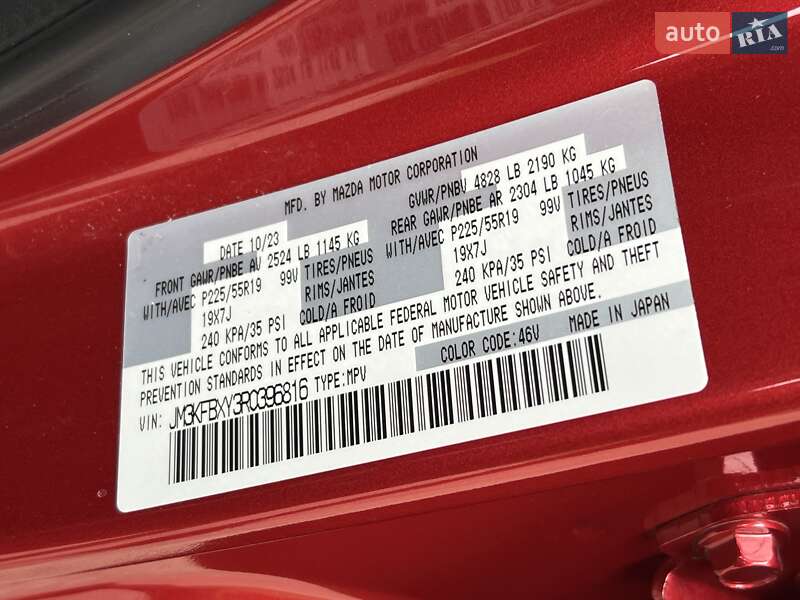 auto RIA .com
MFD. BY MAZDA MOTOR CORPORATION
DATE 10/23 GVWR/PNBV 4828 LB 2190 KG
FRONT GAWR/PNBE AV 2524 LB 1145 KG REAR GAWR/PNBE AR 2304 LB 1045 KG
WITH/AVEC P225/55R19 99V TIRES/PNEUS WITH/AVEC P225/55R19 99V TIRES/PNEUS
19X7J RIMS/JANTES 19X7J RIMS/JANTES
240 KPA/35 PSI COLD/A FROID 240 KPA/35 PSI COLD/A FROID
THIS VEHICLE CONFORMS TO ALL APPLICABLE FEDERAL MOTOR VEHICLE SAFETY AND THEFT
PREVENTION STANDARDS IN EFFECT ON THE DATE OF MANUFACTURE SHOWN ABOVE.
COLOR CODE:46V MADE IN JAPAN
VIN: JM3KFBXY3R0396816 TYPE:MPV